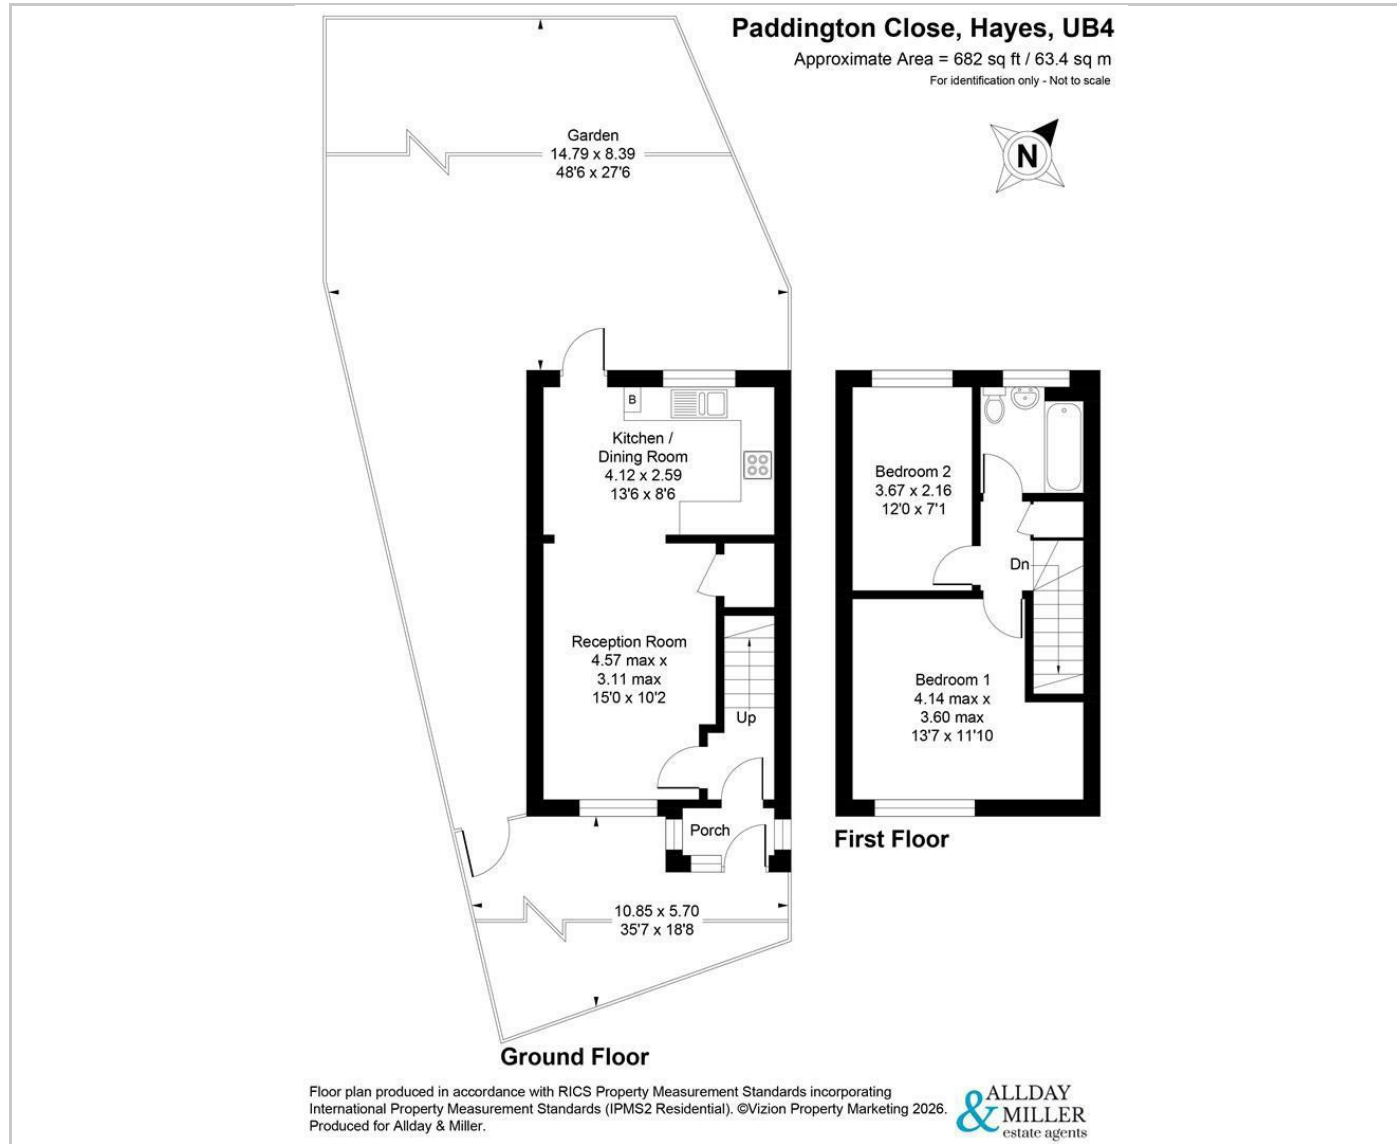 Paddington Close, Hayes, UB4
Approximate Area = 682 sq ft / 63.4 sq m
For identification only - Not to scale
N
Garden
14.79 x 8.39
48'6 x 27'6
B
Kitchen /
Dining Room
4.12 x 2.59
13'6 x 8'6
Reception Room
4.57 max x
3.11 max
15'0 x 10'2
Up
Porch
10.85 x 5.70
35'7 x 18'8
Ground Floor
Bedroom 2
3.67 x 2.16
12'0 x 7'1
Dn
Bedroom 1
4.14 max x
3.60 max
13'7 x 11'10
First Floor
Floor plan produced in accordance with RICS Property Measurement Standards incorporating
International Property Measurement Standards (IPMS2 Residential). ©Vizion Property Marketing 2026.
Produced for Allday & Miller.
ALLDAY
& MILLER
estate agents